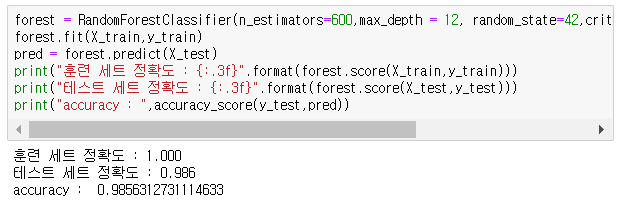 forest = RandomForestClassifier(n_estimators=600,max_depth = 12, random_state=42,crit
forest.fit(X_train,y_train)
pred = forest.predict(X_test)
print("훈련 세트 정확도 : {:.3f}".format(forest.score(X_train,y_train)))
print("테스트 세트 정확도 : {:.3f}".format(forest.score(X_test,y_test)))
print("accuracy : ",accuracy_score(y_test,pred))
훈련 세트 정확도 : 1.000
테스트 세트 정확도 : 0.986
accuracy :  0.9856312731114633